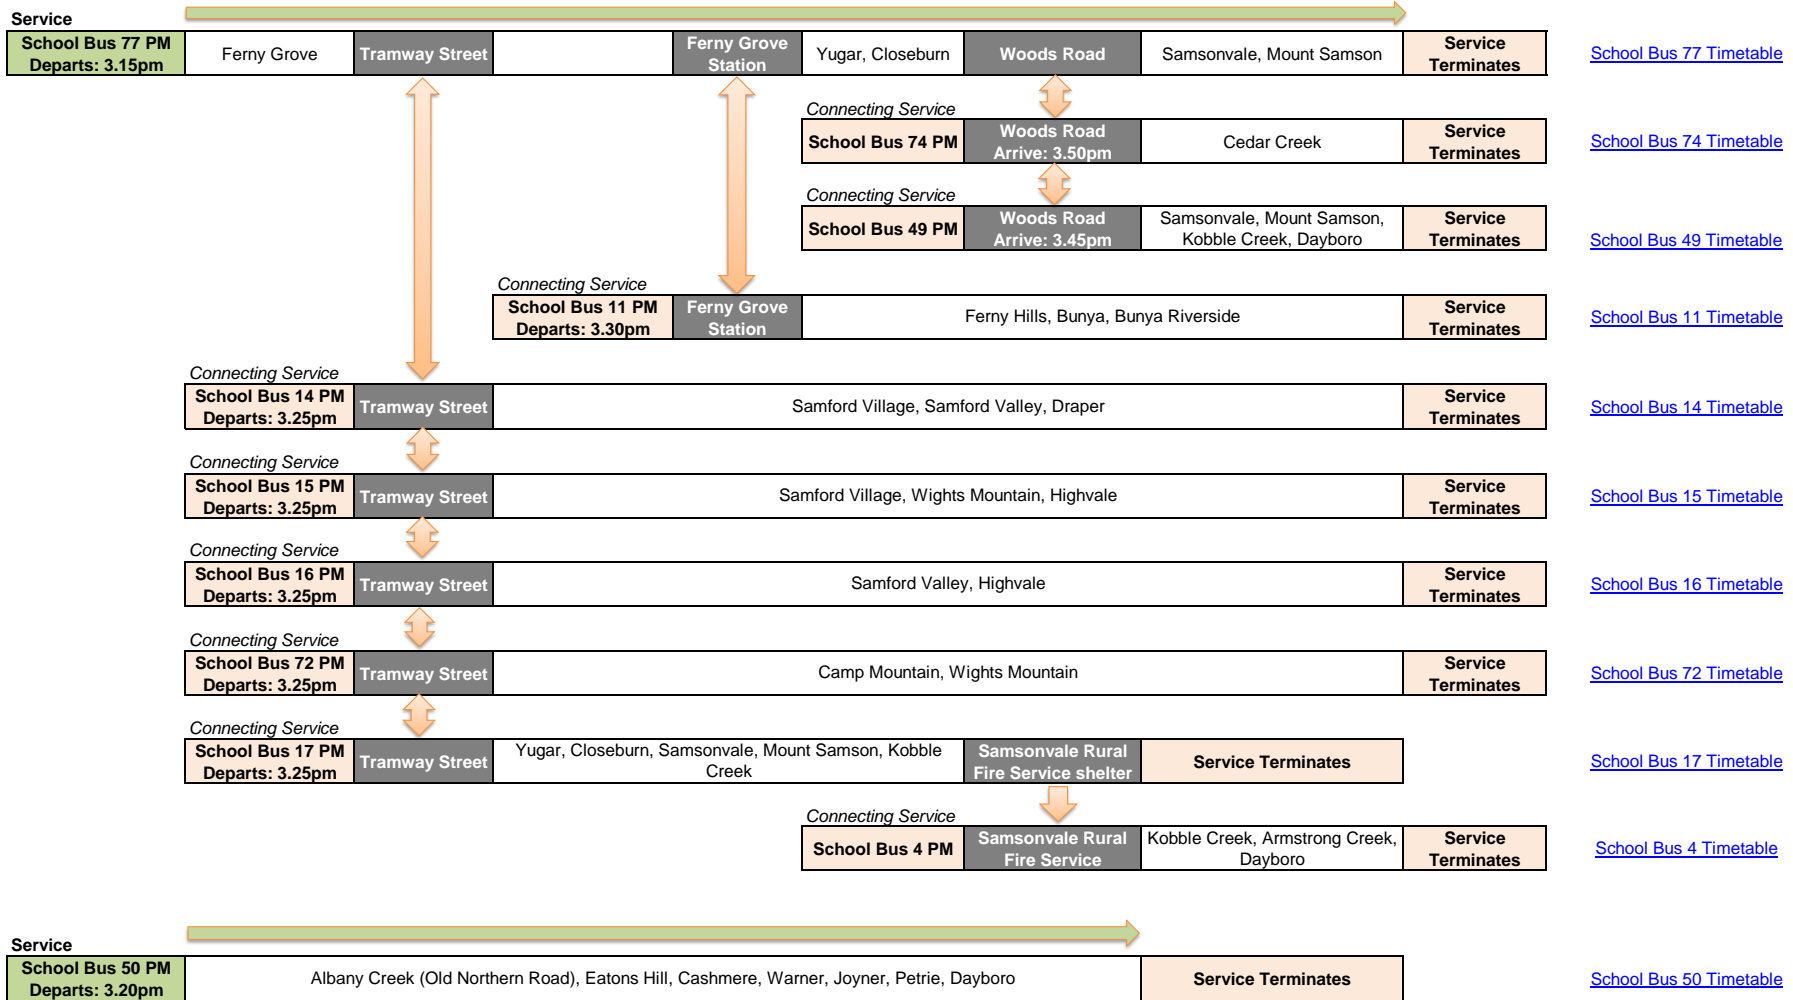 Service
School Bus 77 PM
Departs: 3.15pm
Ferny Grove
Tramway Street
Ferny Grove
Station
Yugar, Closeburn
Woods Road
Samsonvale, Mount Samson
Service
Terminates
School Bus 77 Timetable
Connecting Service
School Bus 74 PM
Woods Road
Arrive: 3.50pm
Cedar Creek
Service
Terminates
School Bus 74 Timetable
Connecting Service
School Bus 49 PM
Woods Road
Arrive: 3.45pm
Samsonvale, Mount Samson,
Kobble Creek, Dayboro
Service
Terminates
School Bus 49 Timetable
Connecting Service
School Bus 11 PM
Departs: 3.30pm
Ferny Grove
Station
Ferny Hills, Bunya, Bunya Riverside
Service
Terminates
School Bus 11 Timetable
Connecting Service
School Bus 14 PM
Departs: 3.25pm
Tramway Street
Samford Village, Samford Valley, Draper
Service
Terminates
School Bus 14 Timetable
Connecting Service
School Bus 15 PM
Departs: 3.25pm
Tramway Street
Samford Village, Wights Mountain, Highvale
Service
Terminates
School Bus 15 Timetable
Connecting Service
School Bus 16 PM
Departs: 3.25pm
Tramway Street
Samford Valley, Highvale
Service
Terminates
School Bus 16 Timetable
Connecting Service
School Bus 72 PM
Departs: 3.25pm
Tramway Street
Camp Mountain, Wights Mountain
Service
Terminates
School Bus 72 Timetable
Connecting Service
School Bus 17 PM
Departs: 3.25pm
Tramway Street
Yugar, Closeburn, Samsonvale, Mount Samson, Kobble
Creek
Samsonvale Rural
Fire Service shelter
Service Terminates
School Bus 17 Timetable
Connecting Service
School Bus 4 PM
Samsonvale Rural
Fire Service
Kobble Creek, Armstrong Creek,
Dayboro
Service
Terminates
School Bus 4 Timetable
Service
School Bus 50 PM
Departs: 3.20pm
Albany Creek (Old Northern Road), Eatons Hill, Cashmere, Warner, Joyner, Petrie, Dayboro
Service Terminates
School Bus 50 Timetable